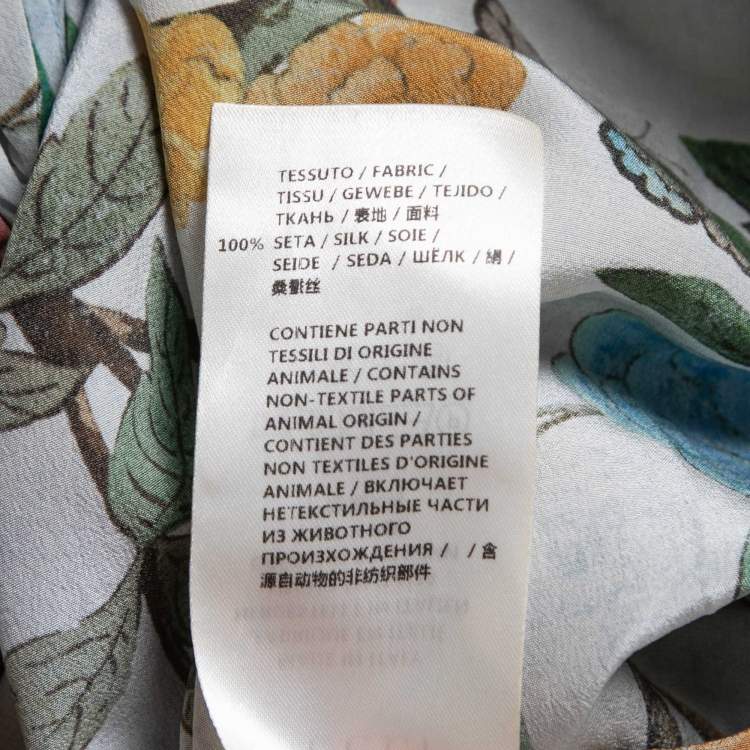 TESSUTO / FABRIC /
TISSU / GEWEBE / TEJIDO /
ТКАНЬ / 表地 / 面料
100% SETA / SILK / SOIE /
SEIDE / SEDA / ШЁЛК / 絹 /
桑蚕丝
CONTIENE PARTI NON
TESSILI DI ORIGINE
ANIMALE / CONTAINS
NON-TEXTILE PARTS OF
ANIMAL ORIGIN /
CONTIENT DES PARTIES
NON TEXTILES D'ORIGINE
ANIMALE / ВКЛЮЧАЕТ
НЕТЕКСТИЛЬНЫЕ ЧАСТИ
ИЗ ЖИВОТНОГО
ПРОИЗХОЖДЕНИЯ / / 含
源自动物的非纺织部件